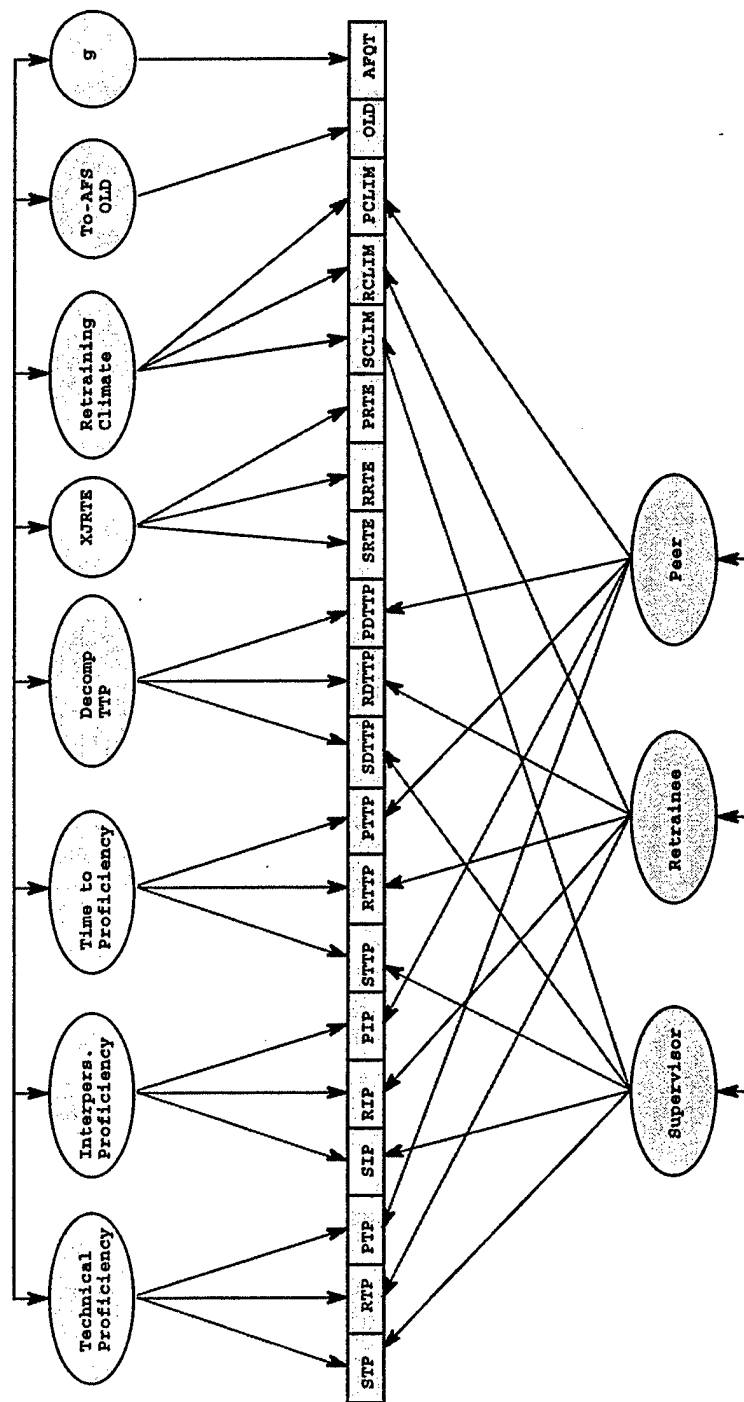 Technical
Proficiency
Interpers.
Proficiency
Time to
Proficiency
Decomp
TTP
XJRTE
Retraining
Climate
To-AFS
OLD
g
STP
RTP
PTP
SIP
RIP
PIP
STTP
RTTP
PTTP
SDTTP
RDTTP
PDTTP
SRTE
RRTE
PRTE
SCLIM
RCLIM
PCLIM
OLD
AFQT
Supervisor
Retrainee
Peer